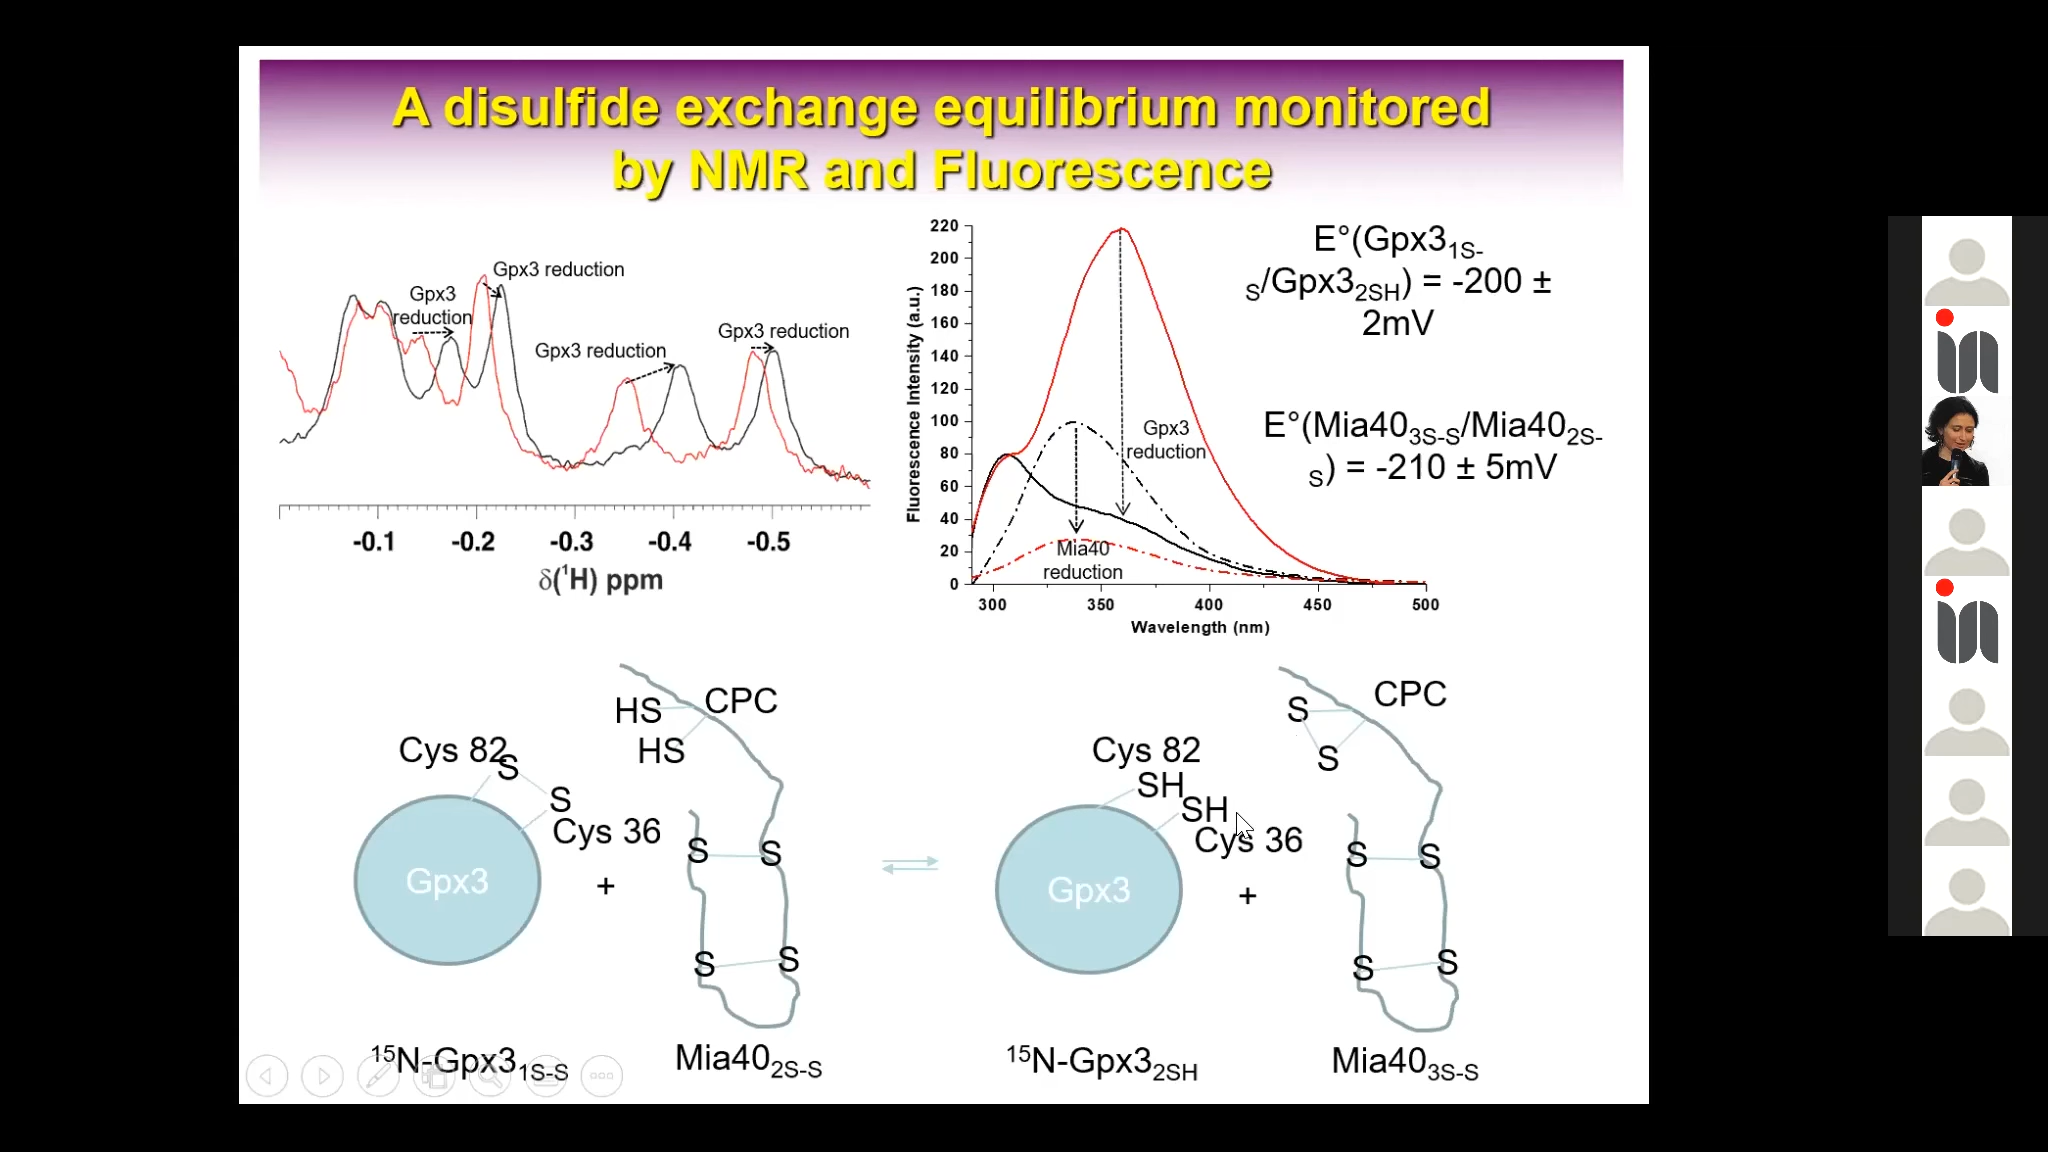 A disulfide exchange equilibrium monitored
by NMR and Fluorescence
Gpx3 reduction
Gpx3
reduction
Gpx3 reduction
Gpx3 reduction
-0.1 -0.2 -0.3 -0.4 -0.5
δ(¹H) ppm
220
200
180
160
140
120
100
80
60
40
20
0
Fluorescence Intensity (a.u.)
Gpx3
reduction
Mia40
reduction
300 350 400 450 500
Wavelength (nm)
E°(Gpx31S-
S/Gpx32SH) = -200 ±
2mV
E°(Mia403S-S/Mia402S-
S) = -210 ± 5mV
HS CPC
HS
Cys 82
S
S
Cys 36
Gpx3
+
S S
S S
¹⁵N-Gpx31S-S
Mia402S-S
S CPC
S
Cys 82
SH
SH
Cys 36
Gpx3
+
S S
S S
¹⁵N-Gpx32SH
Mia403S-S